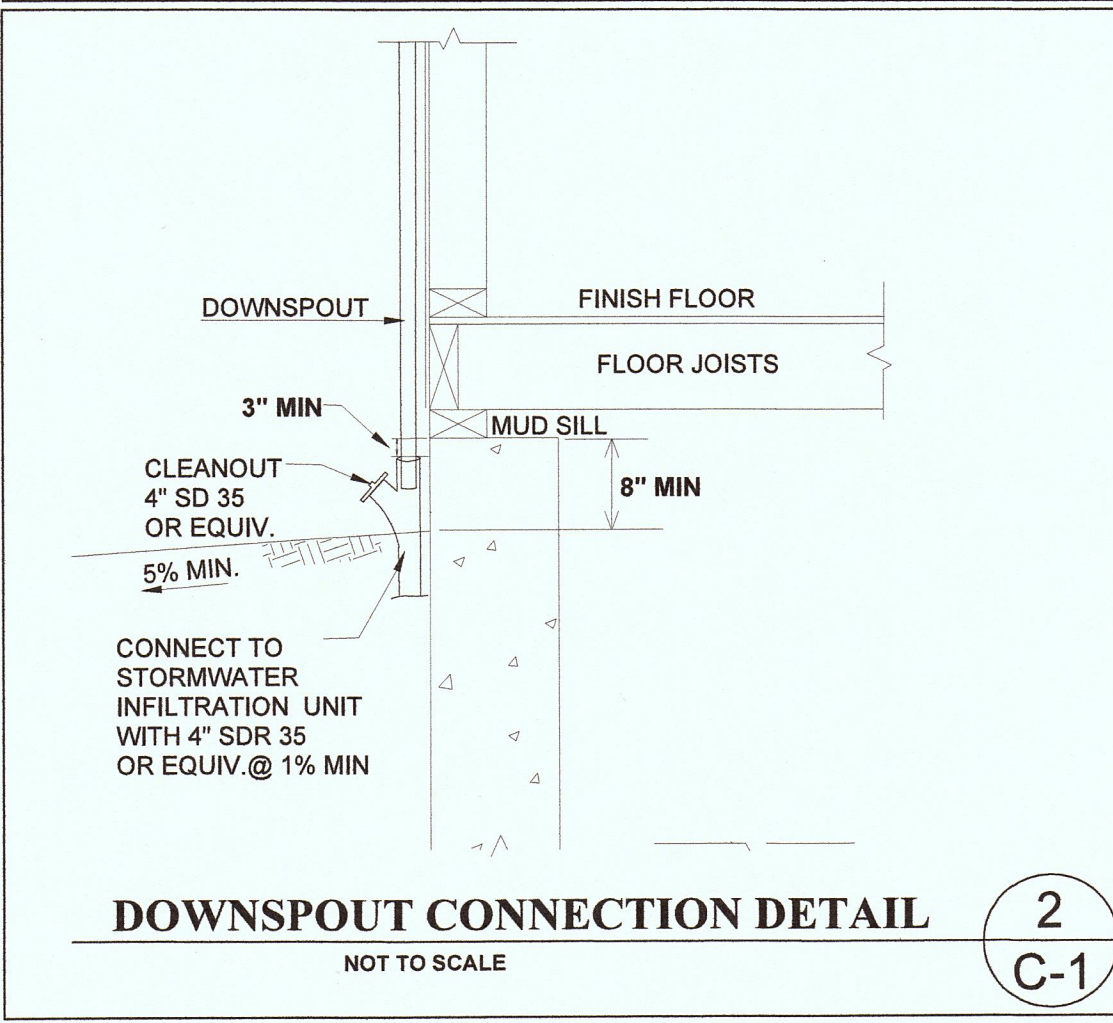 FINISH FLOOR
DOWNSPOUT
FLOOR JOISTS
3" MIN
MUD SILL
CLEANOUT
4" SD 35
OR EQUIV.
8" MIN
5% MIN.
CONNECT TO
STORMWATER
INFILTRATION UNIT
WITH 4" SDR 35
OR EQUIV.@ 1% MIN
DOWNSPOUT CONNECTION DETAIL
NOT TO SCALE
2
C-1